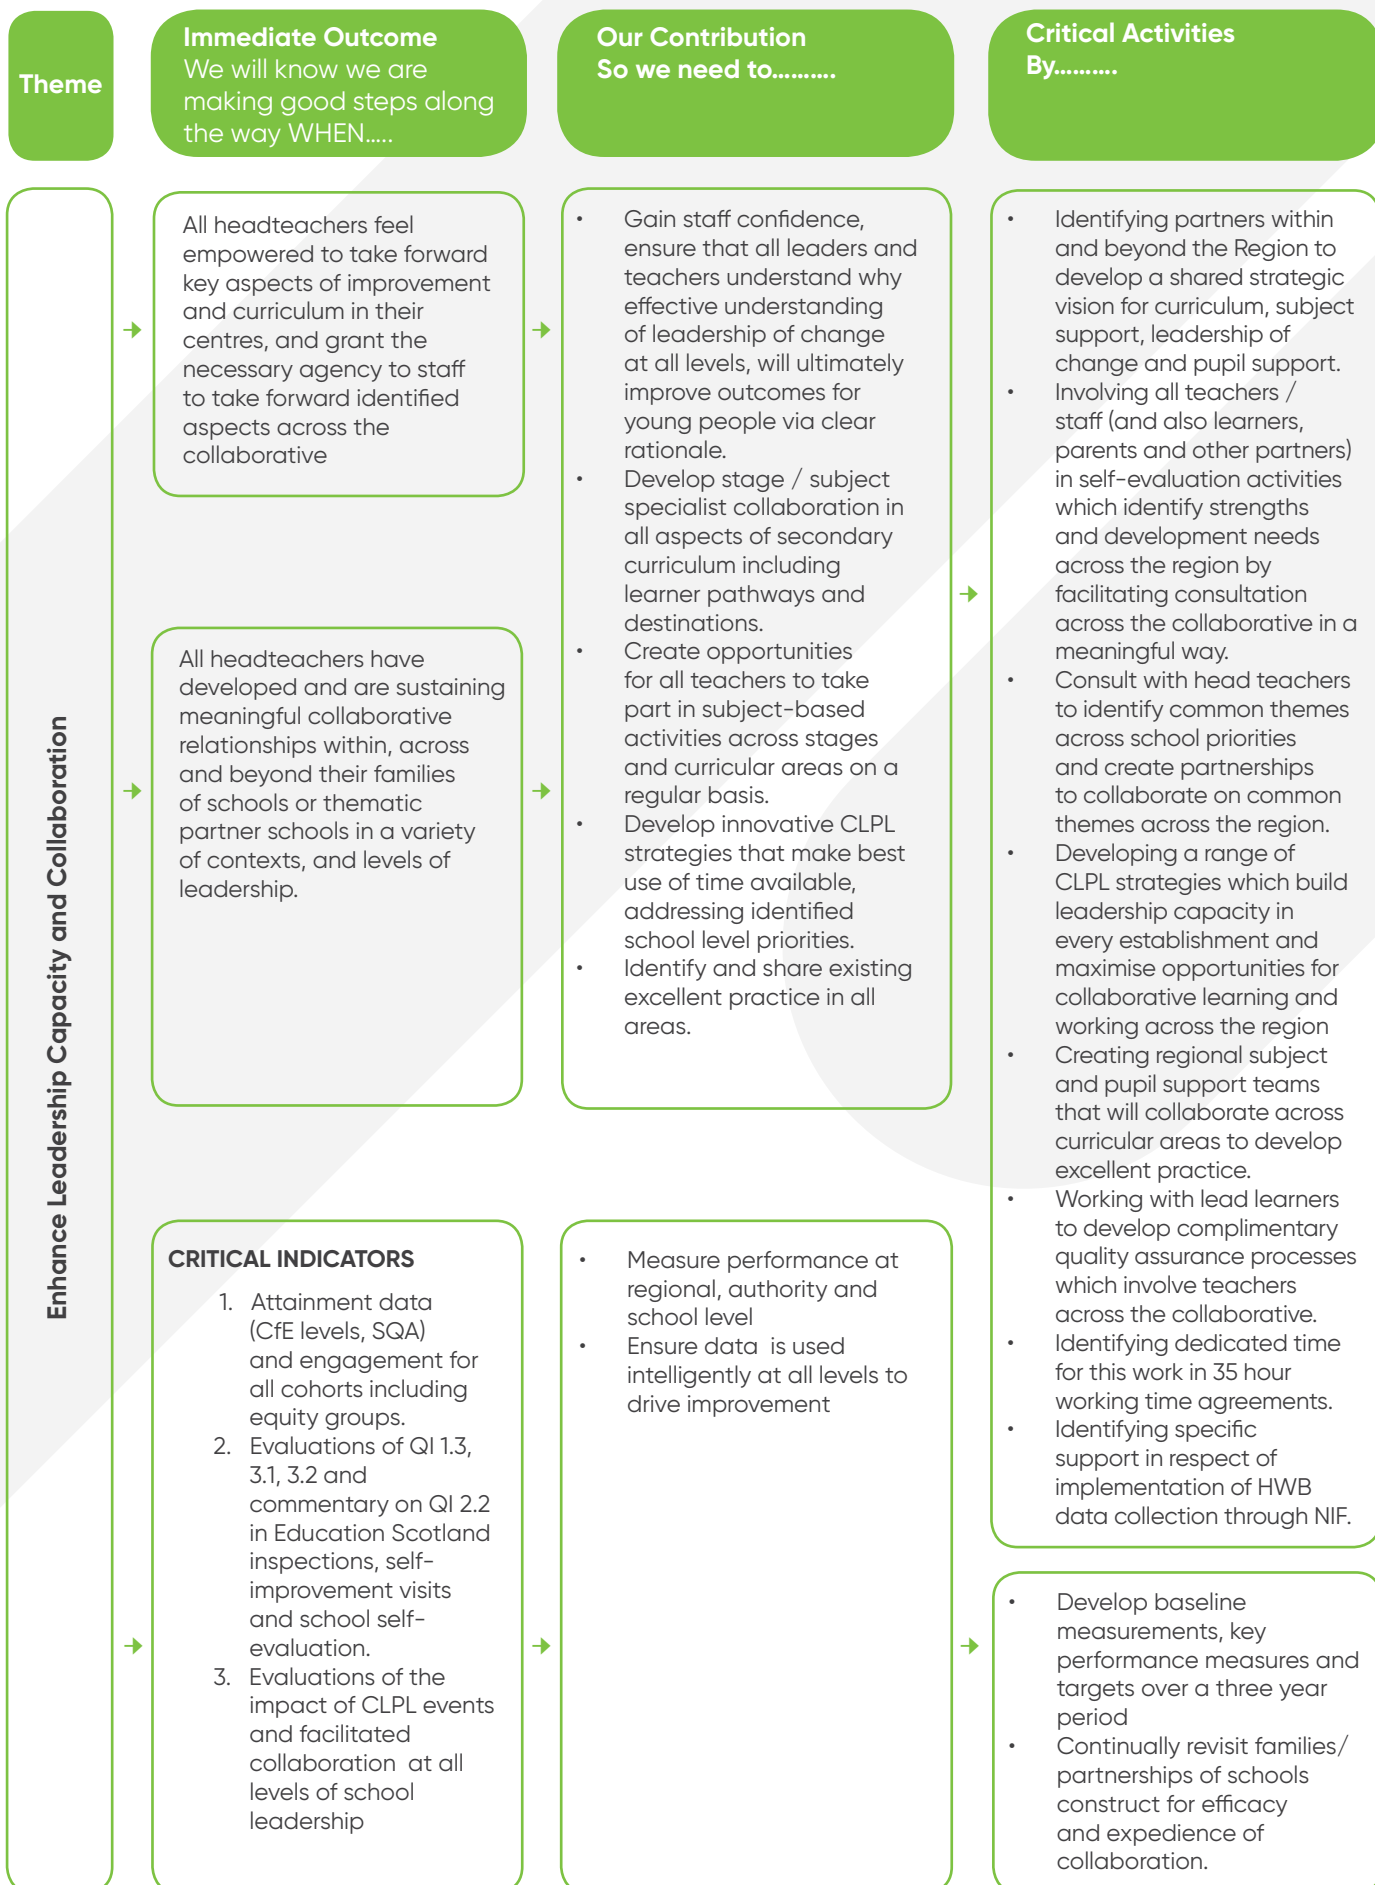 Theme
Immediate Outcome
We will know we are
making good steps along
the way WHEN.....
Our Contribution
So we need to..........
Critical Activities
By..........
Enhance Leadership Capacity and Collaboration
All headteachers feel
empowered to take forward
key aspects of improvement
and curriculum in their
centres, and grant the
necessary agency to staff
to take forward identified
aspects across the
collaborative
All headteachers have
developed and are sustaining
meaningful collaborative
relationships within, across
and beyond their families
of schools or thematic
partner schools in a variety
of contexts, and levels of
leadership.
• Gain staff confidence,
ensure that all leaders and
teachers understand why
effective understanding
of leadership of change
at all levels, will ultimately
improve outcomes for
young people via clear
rationale.
• Develop stage / subject
specialist collaboration in
all aspects of secondary
curriculum including
learner pathways and
destinations.
• Create opportunities
for all teachers to take
part in subject-based
activities across stages
and curricular areas on a
regular basis.
• Develop innovative CLPL
strategies that make best
use of time available,
addressing identified
school level priorities.
• Identify and share existing
excellent practice in all
areas.
• Identifying partners within
and beyond the Region to
develop a shared strategic
vision for curriculum, subject
support, leadership of
change and pupil support.
• Involving all teachers /
staff (and also learners,
parents and other partners)
in self-evaluation activities
which identify strengths
and development needs
across the region by
facilitating consultation
across the collaborative in a
meaningful way.
• Consult with head teachers
to identify common themes
across school priorities
and create partnerships
to collaborate on common
themes across the region.
• Developing a range of
CLPL strategies which build
leadership capacity in
every establishment and
maximise opportunities for
collaborative learning and
working across the region
• Creating regional subject
and pupil support teams
that will collaborate across
curricular areas to develop
excellent practice.
• Working with lead learners
to develop complimentary
quality assurance processes
which involve teachers
across the collaborative.
• Identifying dedicated time
for this work in 35 hour
working time agreements.
• Identifying specific
support in respect of
implementation of HWB
data collection through NIF.
CRITICAL INDICATORS
1. Attainment data
(CfE levels, SQA)
and engagement for
all cohorts including
equity groups.
2. Evaluations of QI 1.3,
3.1, 3.2 and
commentary on QI 2.2
in Education Scotland
inspections, self-
improvement visits
and school self-
evaluation.
3. Evaluations of the
impact of CLPL events
and facilitated
collaboration at all
levels of school
leadership
• Measure performance at
regional, authority and
school level
• Ensure data is used
intelligently at all levels to
drive improvement
• Develop baseline
measurements, key
performance measures and
targets over a three year
period
• Continually revisit families/
partnerships of schools
construct for efficacy
and expedience of
collaboration.